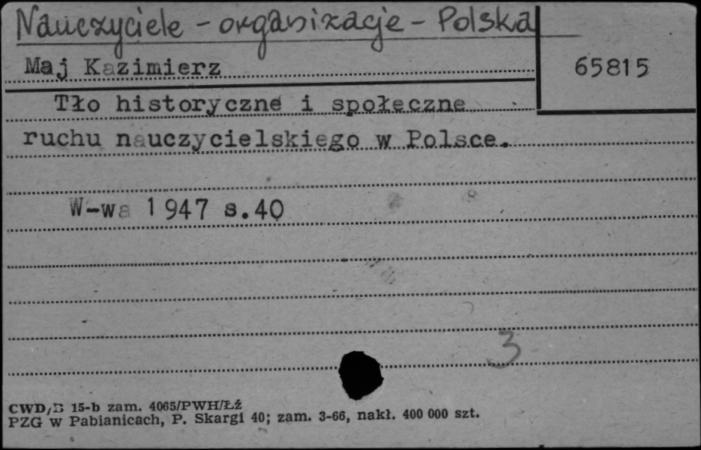 Nauczyciele - organizacje - Polska
Maj Kazimierz
65815
Tło historyczne i społeczne
ruchu nauczycielskiego w Polsce.
W-wa 1947 s.40
3
CWD/B 15-b zam. 4065/PWH/Łź
PZG w Pabianicach, P. Skargi 40; zam. 3-66, nakł. 400 000 szt.